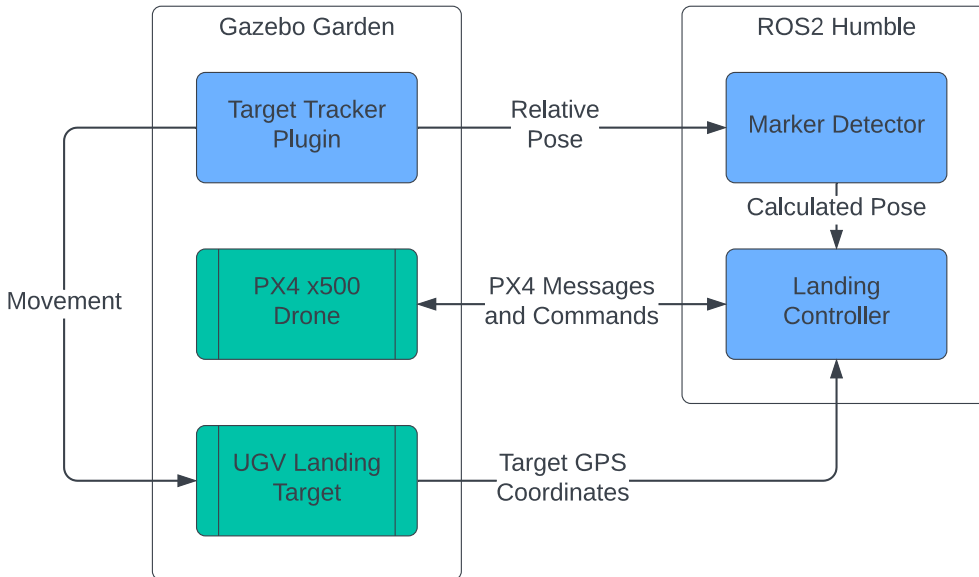 Gazebo Garden
ROS2 Humble
Target Tracker
Plugin
Relative
Pose
Marker Detector
Calculated Pose
Movement
PX4 x500
Drone
PX4 Messages
and Commands
Landing
Controller
UGV Landing
Target
Target GPS
Coordinates